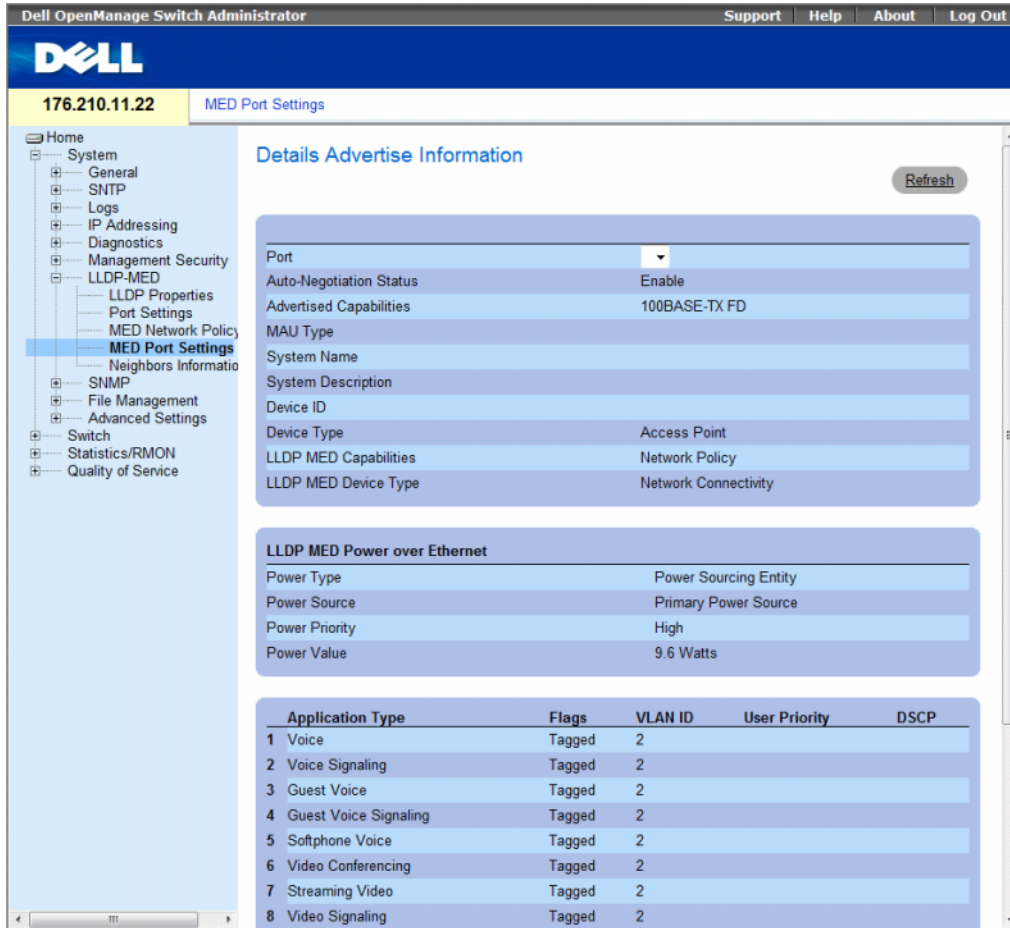 Dell OpenManage Switch Administrator Support Help About Log Out
DELL
176.210.11.22 MED Port Settings
Home
System
General
SNTP
Logs
IP Addressing
Diagnostics
Management Security
LLDP-MED
LLDP Properties
Port Settings
MED Network Policy
MED Port Settings
Neighbors Informatio
SNMP
File Management
Advanced Settings
Switch
Statistics/RMON
Quality of Service
Details Advertise Information
Refresh
Port
Auto-Negotiation Status Enable
Advertised Capabilities 100BASE-TX FD
MAU Type
System Name
System Description
Device ID
Device Type Access Point
LLDP MED Capabilities Network Policy
LLDP MED Device Type Network Connectivity
LLDP MED Power over Ethernet
Power Type Power Sourcing Entity
Power Source Primary Power Source
Power Priority High
Power Value 9.6 Watts
Application Type Flags VLAN ID User Priority DSCP
1 Voice Tagged 2
2 Voice Signaling Tagged 2
3 Guest Voice Tagged 2
4 Guest Voice Signaling Tagged 2
5 Softphone Voice Tagged 2
6 Video Conferencing Tagged 2
7 Streaming Video Tagged 2
8 Video Signaling Tagged 2